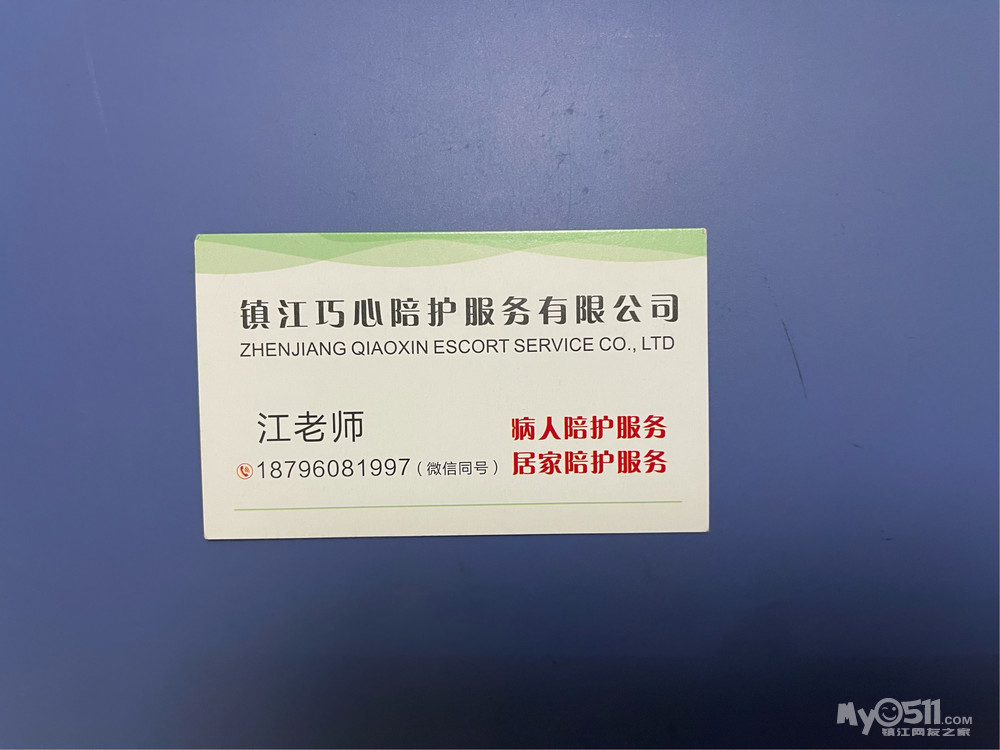 镇江巧心陪护服务有限公司
ZHENJIANG QIAOXIN ESCORT SERVICE CO., LTD
江老师
18796081997（微信同号）
病人陪护服务
居家陪护服务
My0511.COM
镇江网友之家